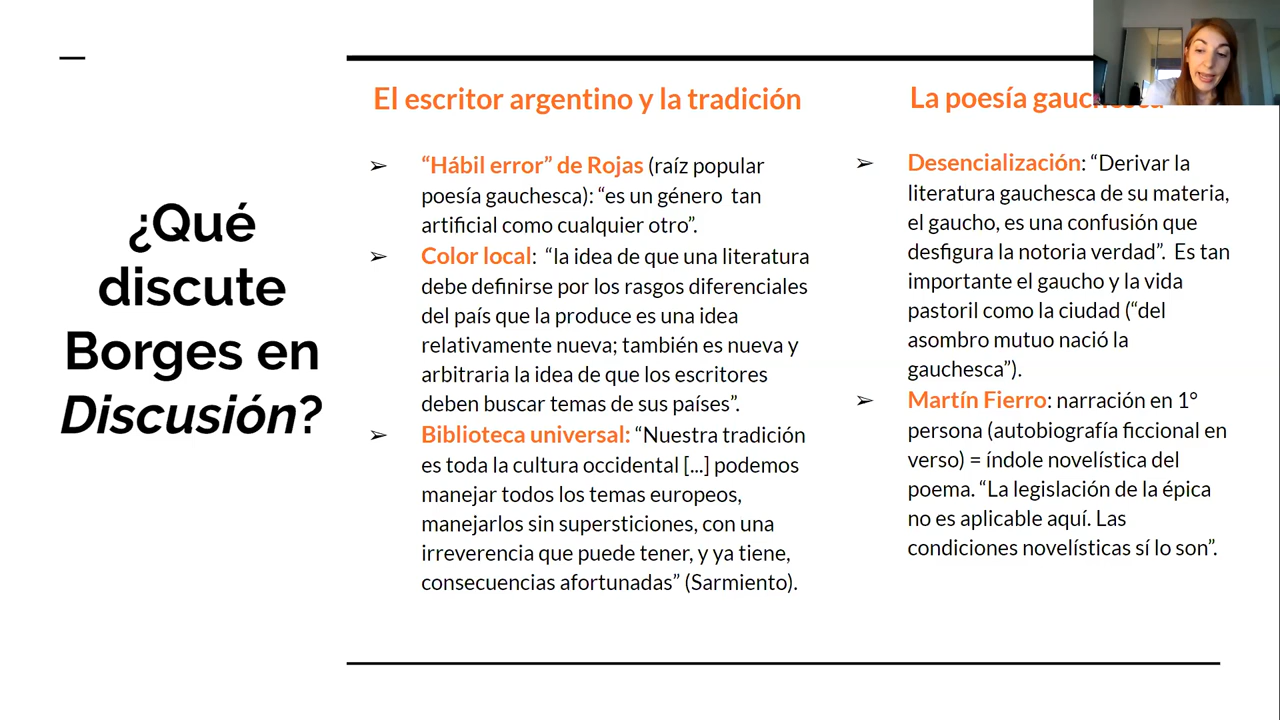 ¿Qué
discute
Borges en
Discusión?
El escritor argentino y la tradición
➢ “Hábil error” de Rojas (raíz popular
poesía gauchesca): “es un género tan
artificial como cualquier otro”.
➢ Color local: “la idea de que una literatura
debe definirse por los rasgos diferenciales
del país que la produce es una idea
relativamente nueva; también es nueva y
arbitraria la idea de que los escritores
deben buscar temas de sus países”.
➢ Biblioteca universal: “Nuestra tradición
es toda la cultura occidental [...] podemos
manejar todos los temas europeos,
manejarlos sin supersticiones, con una
irreverencia que puede tener, y ya tiene,
consecuencias afortunadas” (Sarmiento).
La poesía
➢ Desencialización: “Derivar la
literatura gauchesca de su materia,
el gaucho, es una confusión que
desfigura la notoria verdad”. Es tan
importante el gaucho y la vida
pastoril como la ciudad (“del
asombro mutuo nació la
gauchesca”).
➢ Martín Fierro: narración en 1°
persona (autobiografía ficcional en
verso) = índole novelística del
poema. “La legislación de la épica
no es aplicable aquí. Las
condiciones novelísticas sí lo son”.